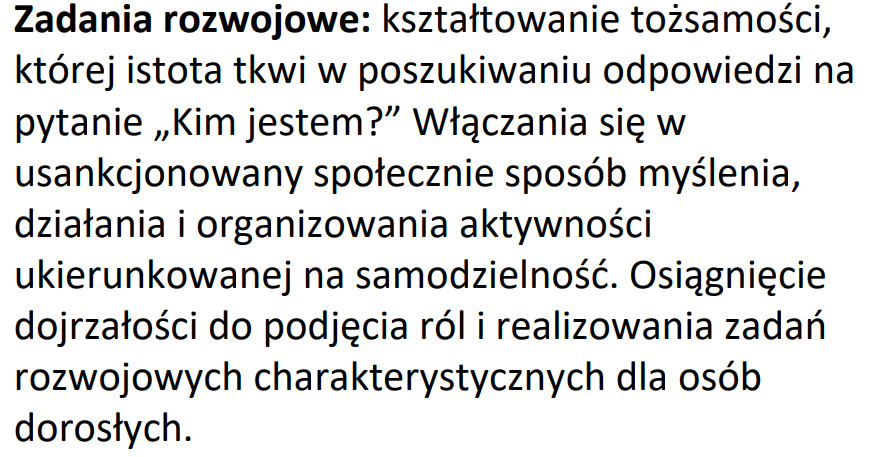 Zadania rozwojowe: kształtowanie tożsamości,
której istota tkwi w poszukiwaniu odpowiedzi na
pytanie „Kim jestem?” Włączania się w
usankcjonowany społecznie sposób myślenia,
działania i organizowania aktywności
ukierunkowanej na samodzielność. Osiągnięcie
dojrzałości do podjęcia ról i realizowania zadań
rozwojowych charakterystycznych dla osób
dorosłych.